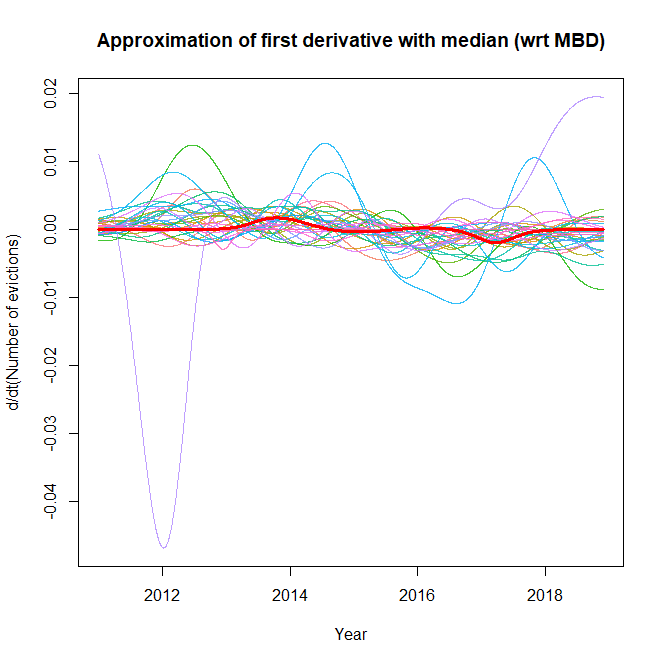 Approximation of first derivative with median (wrt MBD)
d/dt(Number of evictions)
0.02
0.01
0.00
-0.01
-0.02
-0.03
-0.04
2012 2014 2016 2018
Year